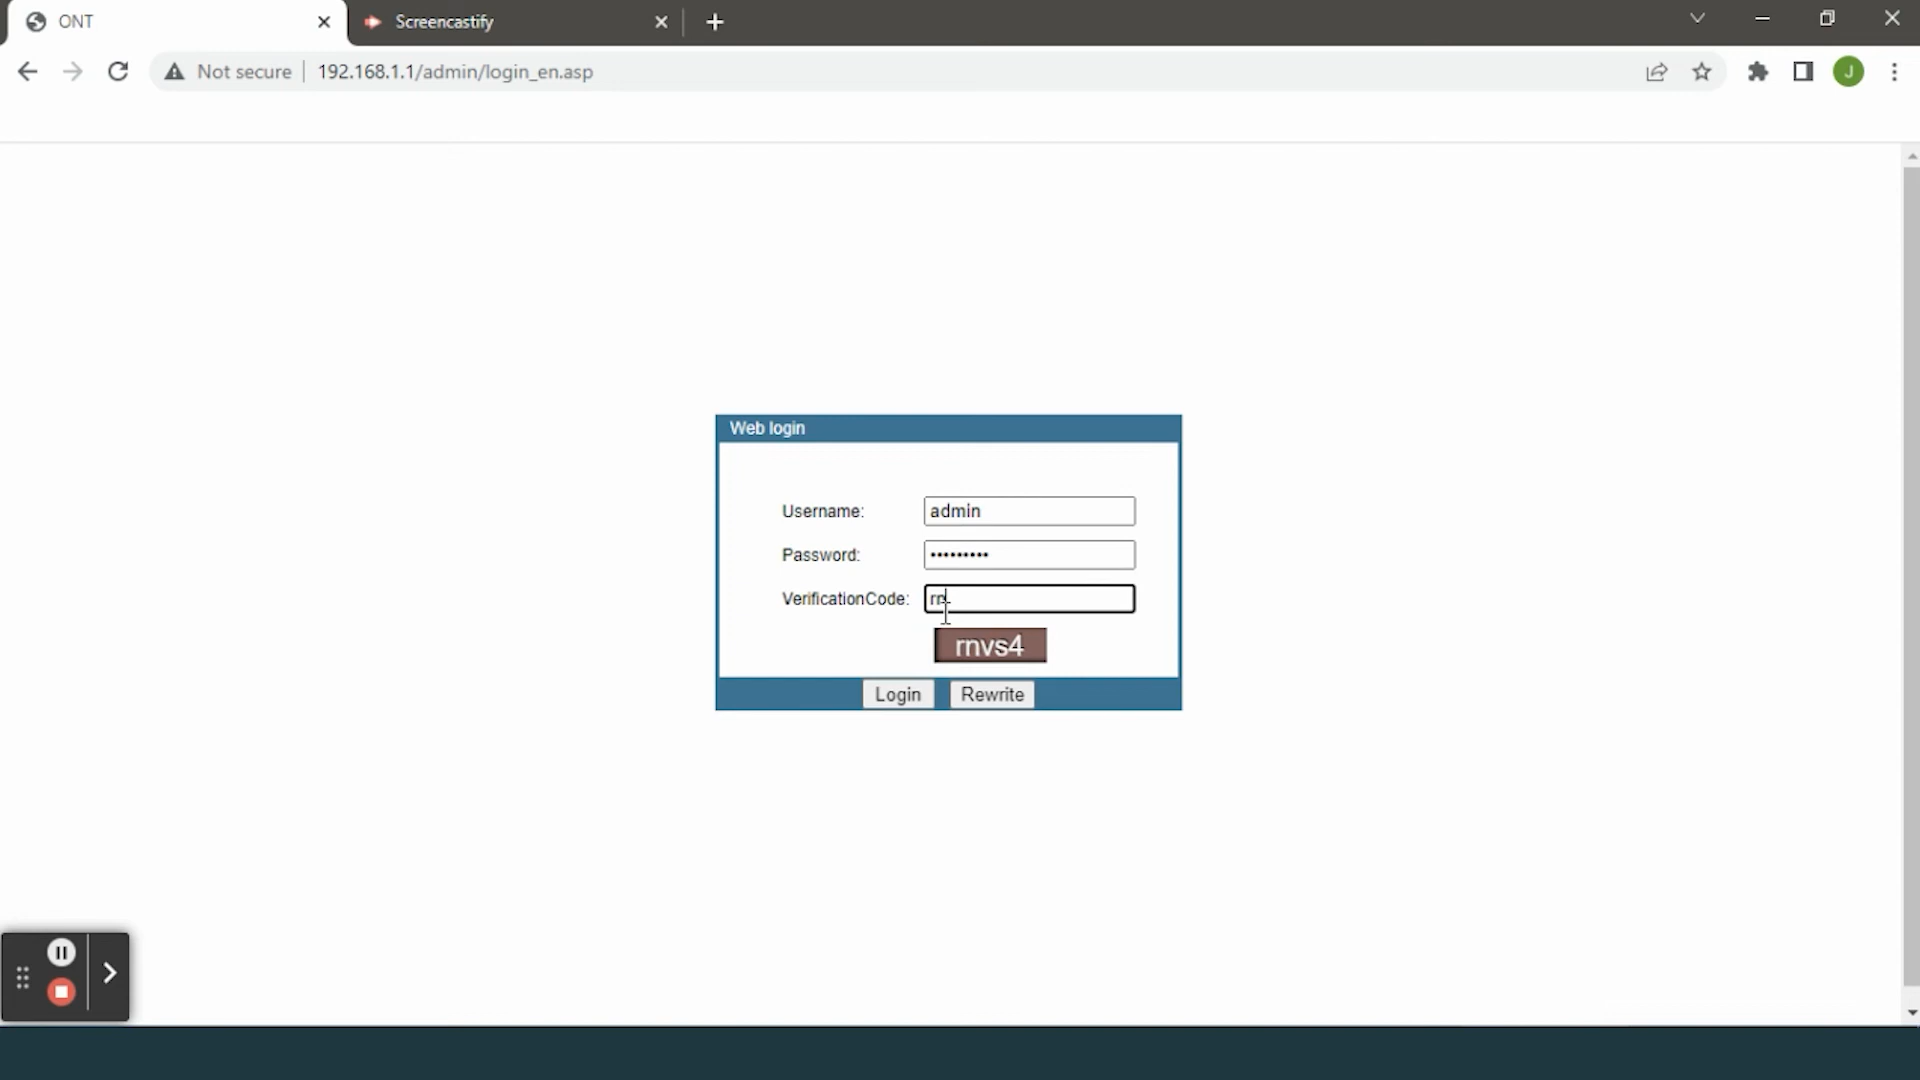 ONT
Screencastify
Not secure
192.168.1.1/admin/login_en.asp
J
Web login
Username: admin
Password: •••••••••
VerificationCode: rn
rnvs4
Login Rewrite